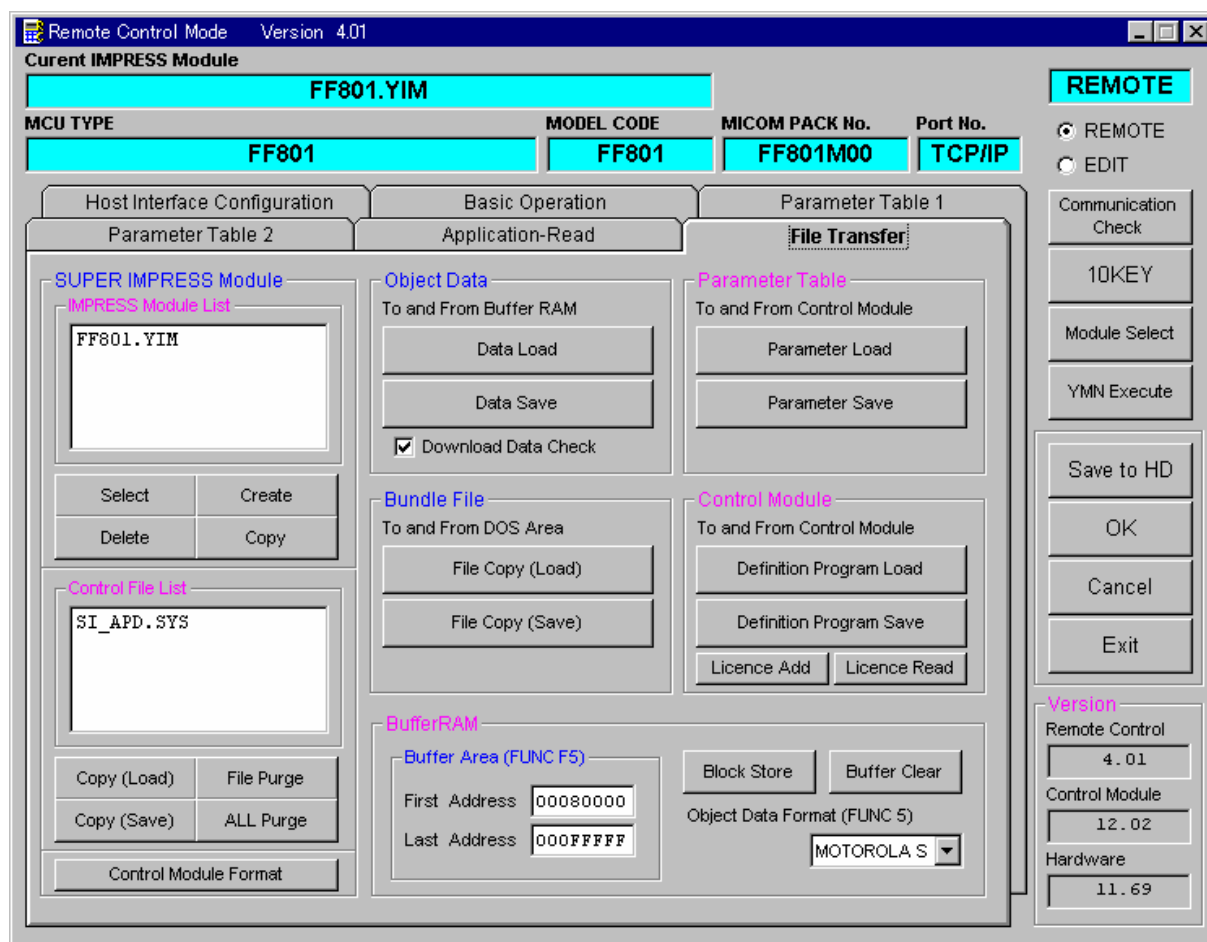 Remote Control Mode Version 4.01
Curent IMPRESS Module
FF801.YIM
REMOTE
MCU TYPE
MODEL CODE
MICOM PACK No.
Port No.
FF801
FF801
FF801M00
TCP/IP
REMOTE
EDIT
Host Interface Configuration
Basic Operation
Parameter Table 1
Parameter Table 2
Application-Read
File Transfer
SUPER IMPRESS Module
IMPRESS Module List
FF801.YIM
Select
Create
Delete
Copy
Control File List
SI_APD.SYS
Copy (Load)
File Purge
Copy (Save)
ALL Purge
Control Module Format
Object Data
To and From Buffer RAM
Data Load
Data Save
Download Data Check
Bundle File
To and From DOS Area
File Copy (Load)
File Copy (Save)
Parameter Table
To and From Control Module
Parameter Load
Parameter Save
Control Module
To and From Control Module
Definition Program Load
Definition Program Save
Licence Add
Licence Read
BufferRAM
Buffer Area (FUNC F5)
First Address 00080000
Last Address 000FFFFF
Block Store
Buffer Clear
Object Data Format (FUNC 5)
MOTOROLA S
Communication
Check
10KEY
Module Select
YMN Execute
Save to HD
OK
Cancel
Exit
Version
Remote Control
4.01
Control Module
12.02
Hardware
11.69